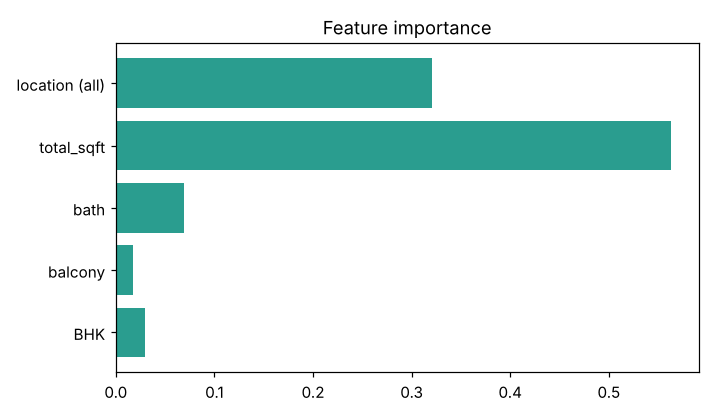 Feature importance
location (all)
total_sqft
bath
balcony
BHK
0.0 0.1 0.2 0.3 0.4 0.5